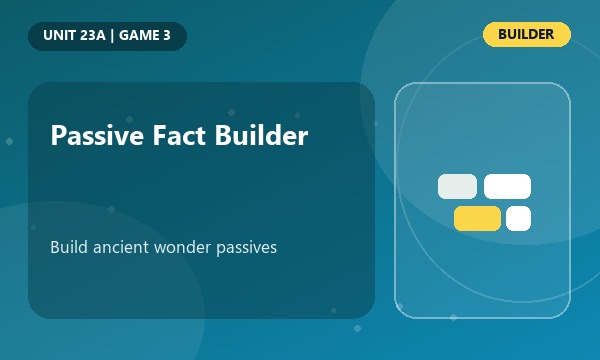 UNIT 23A | GAME 3
BUILDER
Passive Fact Builder
Build ancient wonder passives